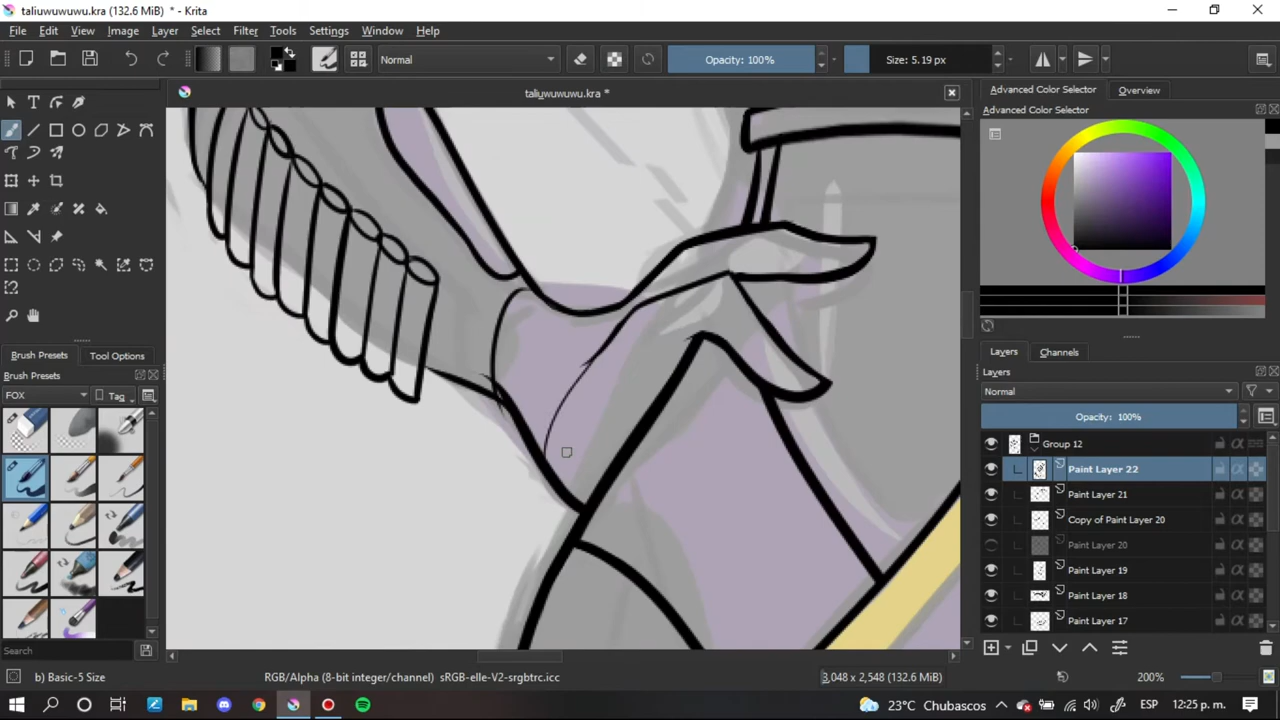 taliuwuwuwu.kra (132.6 MiB) * - Krita
File Edit View Image Layer Select Filter Tools Settings Window Help
Normal
Opacity: 100%
Size: 5.19 px
taliuwuwuwu.kra *
Advanced Color Selector
Overview
Advanced Color Selector
Brush Presets
Tool Options
Brush Presets
FOX
Tag
Search
Layers
Channels
Layers
Normal
Opacity: 100%
Group 12
Paint Layer 22
Paint Layer 21
Copy of Paint Layer 20
Paint Layer 20
Paint Layer 19
Paint Layer 18
Paint Layer 17
b) Basic-5 Size
RGB/Alpha (8-bit integer/channel) sRGB-elle-V2-srgbtrc.icc
3,048 x 2,548 (132.6 MiB)
200%
23°C Chubascos
ESP
12:25 p. m.